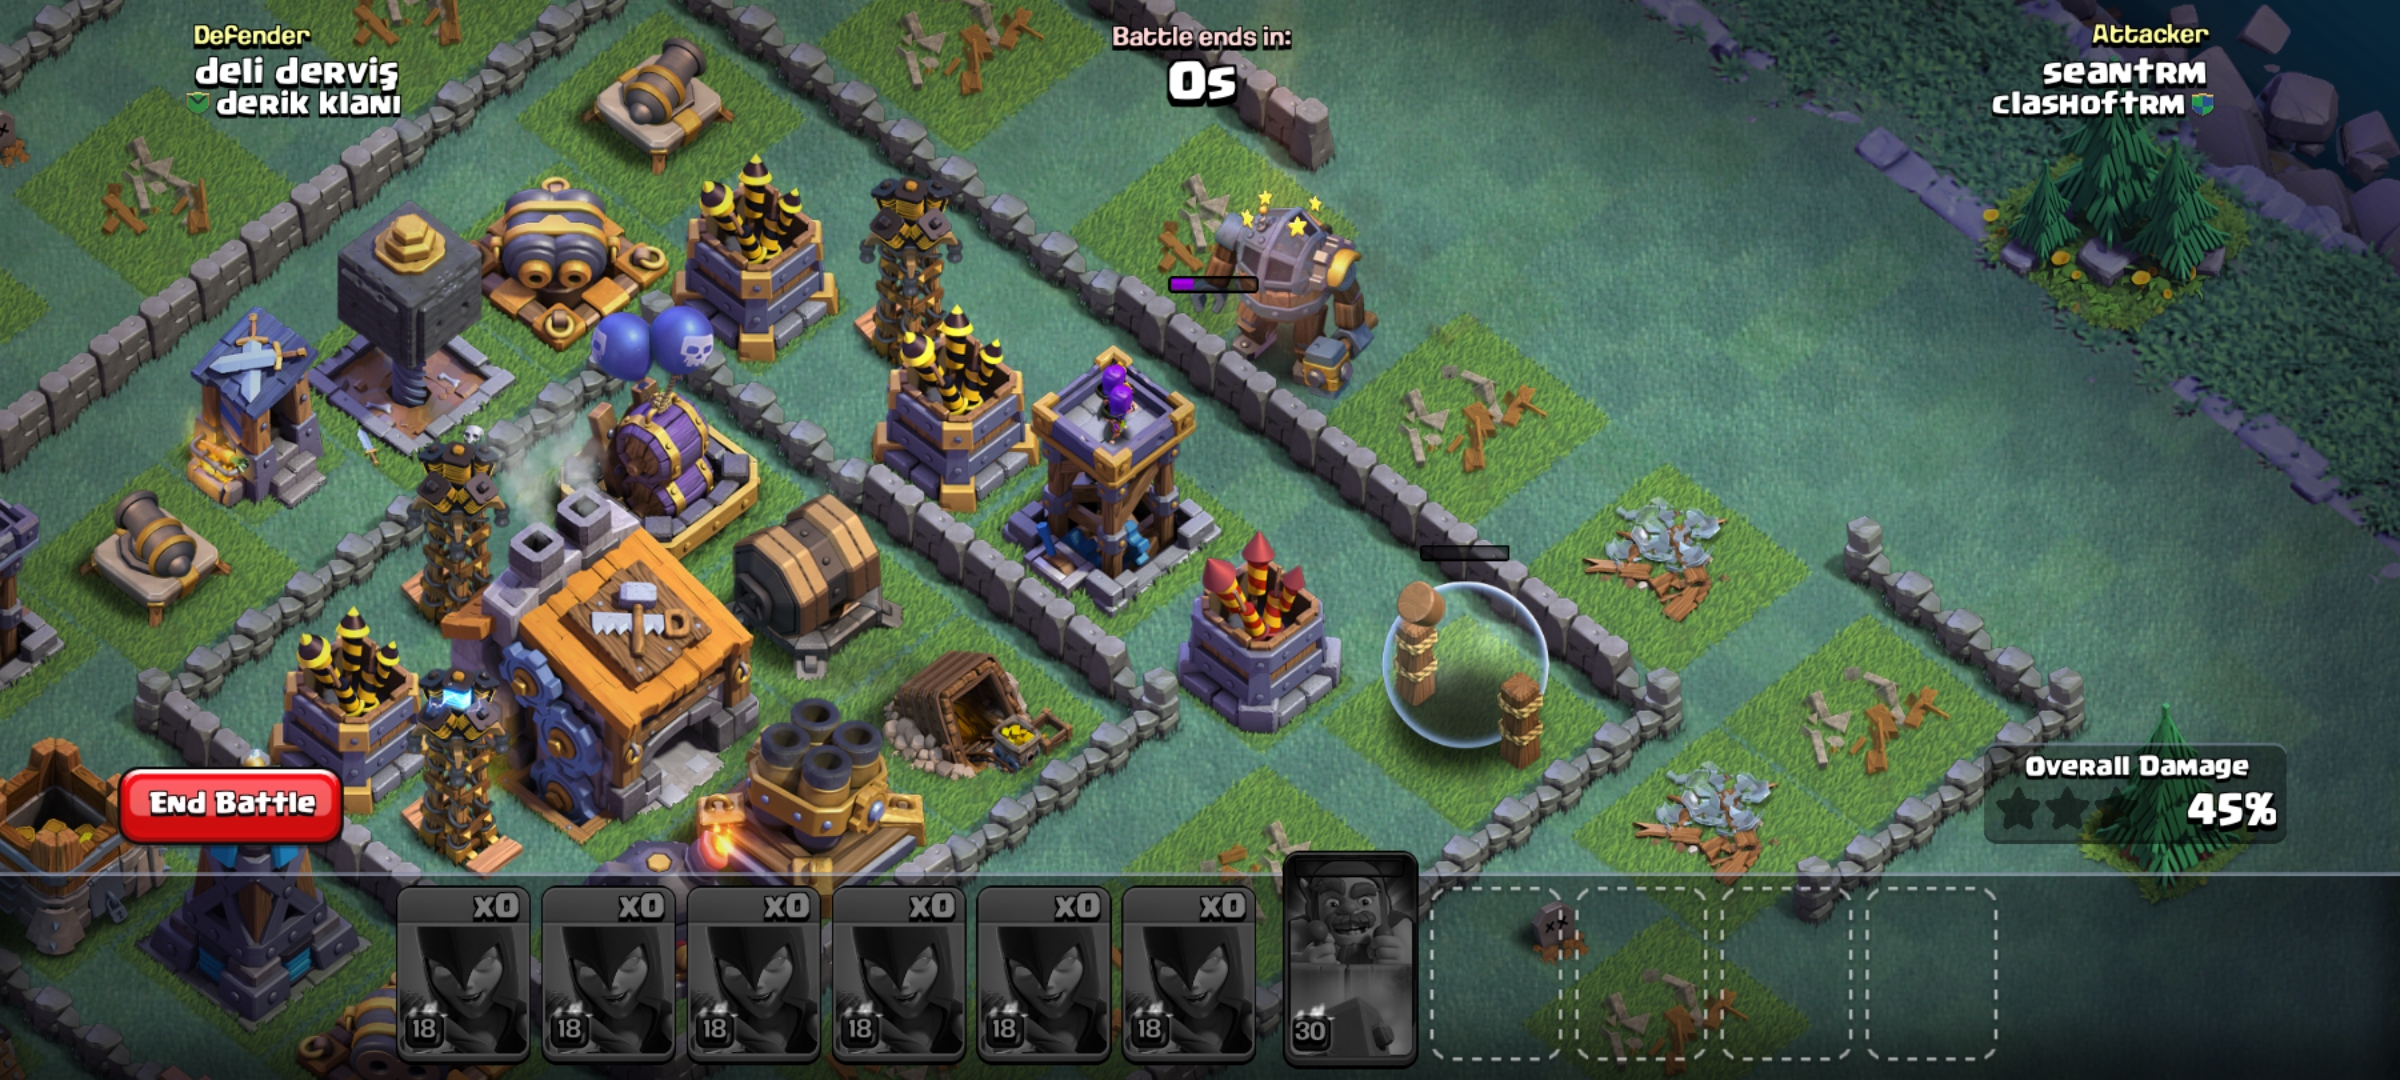 Defender
deli derviş
derik klanı
Battle ends in:
0s
Attacker
seantrm
clashoftrm
End Battle
Overall Damage
45%
x0 x0 x0 x0 x0 x0
18 18 18 18 18 18 30